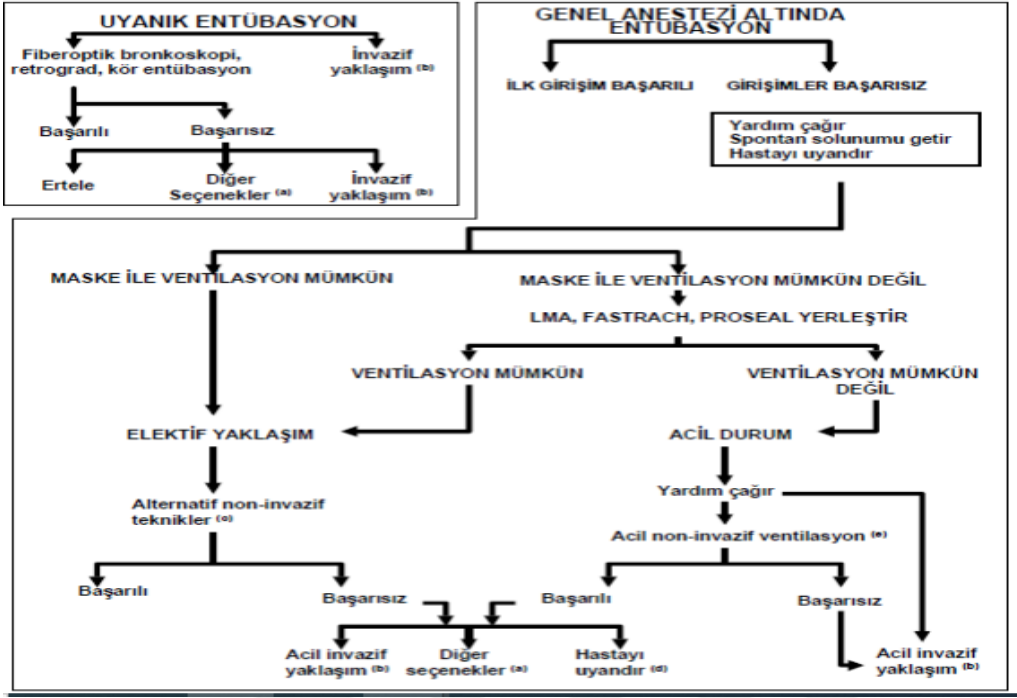 UYANIK ENTÜBASYON
Fiberoptik bronkoskopi,
retrograd, kör entübasyon
İnvazif
yaklaşım (b)
Başarılı
Başarısız
Ertele
Diğer
Seçenekler (a)
İnvazif
yaklaşım (b)
GENEL ANESTEZİ ALTINDA
ENTÜBASYON
İLK GİRİŞİM BAŞARILI
GİRİŞİMLER BAŞARISIZ
Yardım çağır
Spontan solunumu getir
Hastayı uyandır
MASKE İLE VENTİLASYON MÜMKÜN
MASKE İLE VENTİLASYON MÜMKÜN DEĞİL
LMA, FASTRACH, PROSEAL YERLEŞTİR
VENTİLASYON MÜMKÜN
VENTİLASYON MÜMKÜN
DEĞİL
ELEKTİF YAKLAŞIM
ACİL DURUM
Alternatif non-invazif
teknikler (c)
Yardım çağır
Acil non-invazif ventilasyon (e)
Başarılı
Başarısız
Başarılı
Başarısız
Acil invazif
yaklaşım (b)
Diğer
seçenekler (a)
Hastayı
uyandır (d)
Acil invazif
yaklaşım (b)